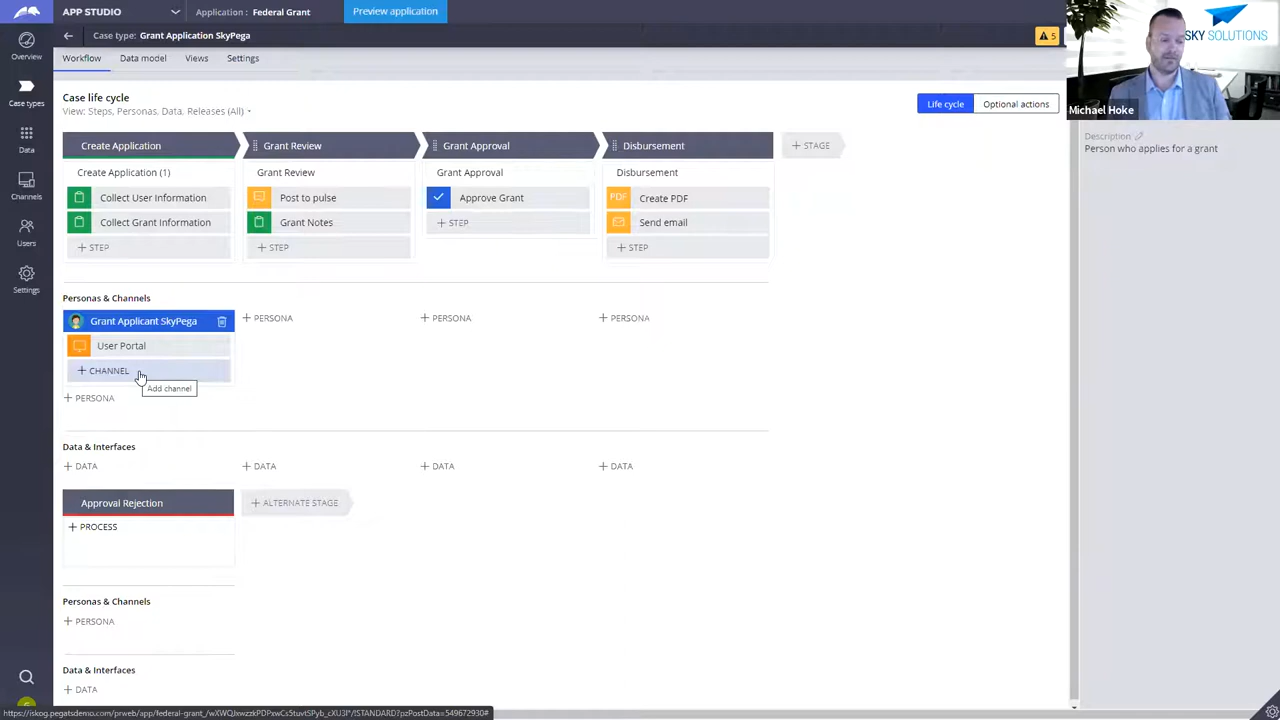 APP STUDIO
Application : Federal Grant
Preview application
Case type: Grant Application SkyPega
5
Workflow
Data model
Views
Settings
Overview
Case types
Data
Channels
Users
Settings
Case life cycle
View: Steps, Personas, Data, Releases (All)
Life cycle
Optional actions
Create Application
Grant Review
Grant Approval
Disbursement
+ STAGE
Create Application (1)
Grant Review
Grant Approval
Disbursement
Collect User Information
Post to pulse
Approve Grant
PDF
Create PDF
Collect Grant Information
Grant Notes
+ STEP
Send email
+ STEP
+ STEP
+ STEP
Personas & Channels
Grant Applicant SkyPega
+ PERSONA
+ PERSONA
+ PERSONA
User Portal
+ CHANNEL
Add channel
+ PERSONA
Data & Interfaces
+ DATA
+ DATA
+ DATA
+ DATA
Approval Rejection
+ ALTERNATE STAGE
+ PROCESS
Personas & Channels
+ PERSONA
Data & Interfaces
+ DATA
SKY SOLUTIONS
Michael Hoke
Description
Person who applies for a grant